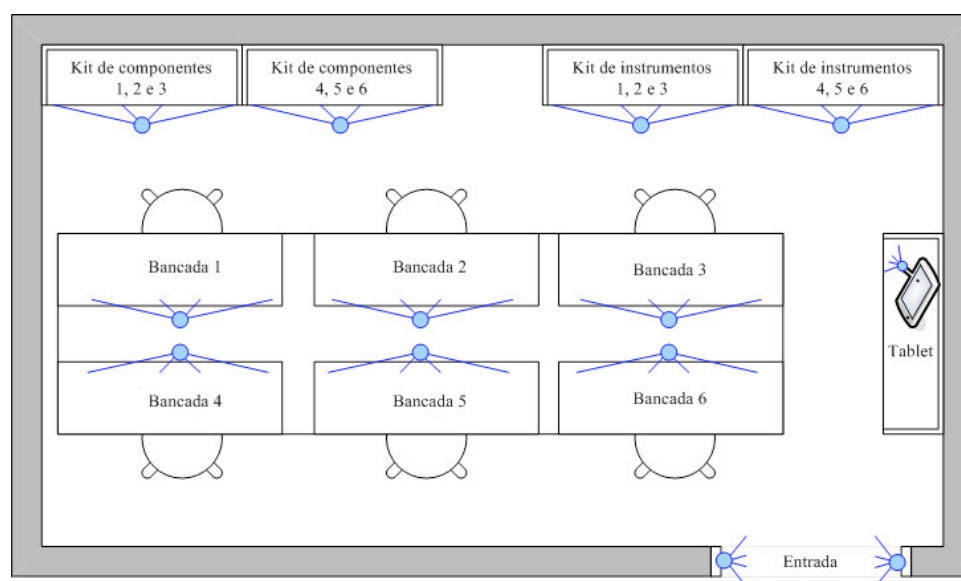 Kit de componentes
1, 2 e 3
Kit de componentes
4, 5 e 6
Kit de instrumentos
1, 2 e 3
Kit de instrumentos
4, 5 e 6
Bancada 1
Bancada 2
Bancada 3
Tablet
Bancada 4
Bancada 5
Bancada 6
Entrada